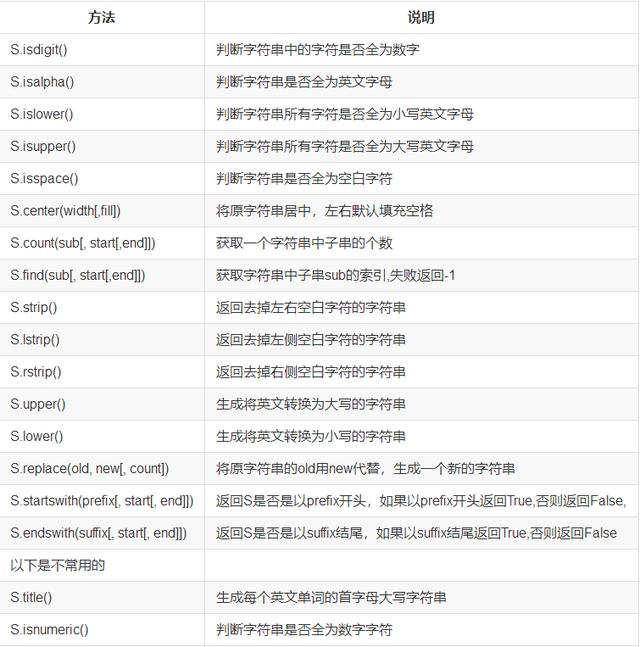 方法 说明
S.isdigit() 判断字符串中的字符是否全为数字
S.isalpha() 判断字符串是否全为英文字母
S.islower() 判断字符串所有字符是否全为小写英文字母
S.isupper() 判断字符串所有字符是否全为大写英文字母
S.isspace() 判断字符串是否全为空白字符
S.center(width[,fill]) 将原字符串居中，左右默认填充空格
S.count(sub[, start[,end]]) 获取一个字符串中子串的个数
S.find(sub[, start[,end]]) 获取字符串中子串sub的索引,失败返回-1
S.strip() 返回去掉左右空白字符的字符串
S.lstrip() 返回去掉左侧空白字符的字符串
S.rstrip() 返回去掉右侧空白字符的字符串
S.upper() 生成将英文转换为大写的字符串
S.lower() 生成将英文转换为小写的字符串
S.replace(old, new[, count]) 将原字符串的old用new代替，生成一个新的字符串
S.startswith(prefix[, start[, end]]) 返回S是否是以prefix开头，如果以prefix开头返回True,否则返回False,
S.endswith(suffix[, start[, end]]) 返回S是否是以suffix结尾，如果以suffix结尾返回True,否则返回False
以下是不常用的
S.title() 生成每个英文单词的首字母大写字符串
S.isnumeric() 判断字符串是否全为数字字符